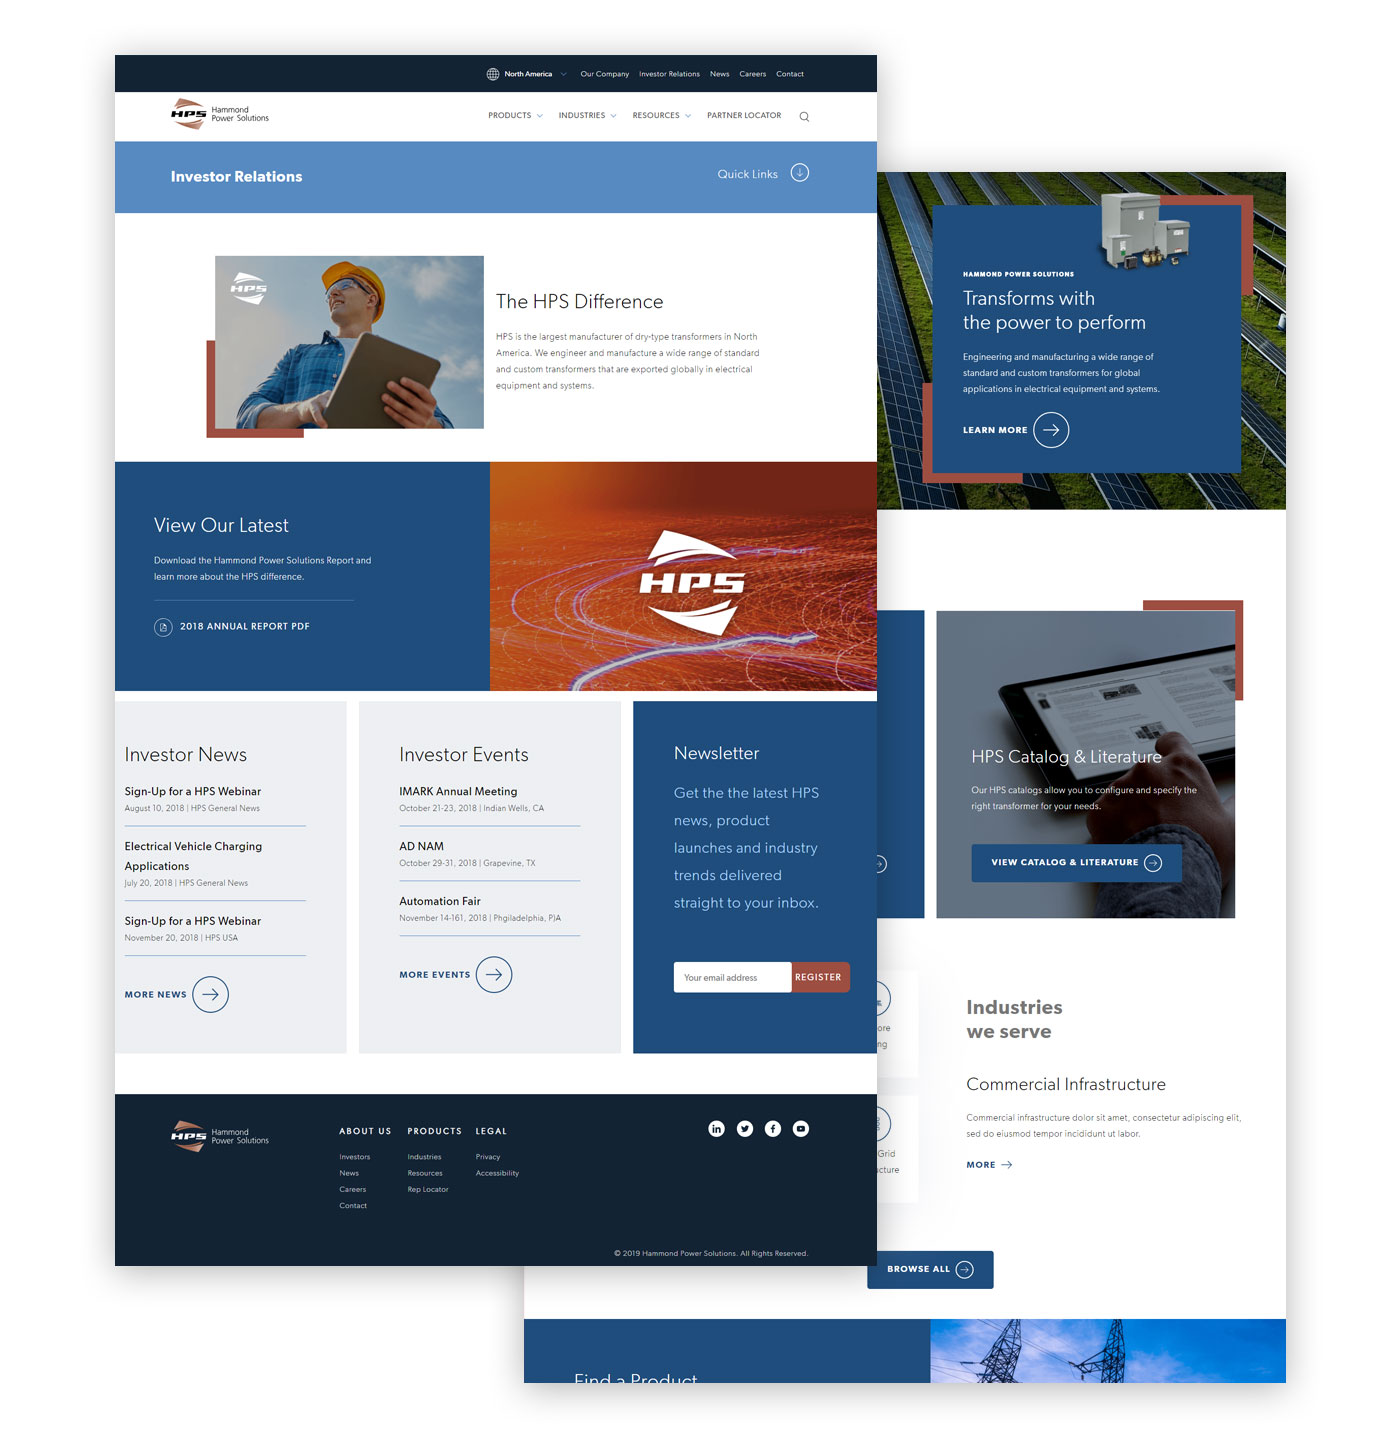 North America
Our Company
Investor Relations
News
Careers
Contact
HPS
Hammond
Power Solutions
PRODUCTS
INDUSTRIES
RESOURCES
PARTNER LOCATOR
Investor Relations
Quick Links
HPS
The HPS Difference
HPS is the largest manufacturer of dry-type transformers in North
America. We engineer and manufacture a wide range of standard
and custom transformers that are exported globally in electrical
equipment and systems.
View Our Latest
Download the Hammond Power Solutions Report and
learn more about the HPS difference.
2018 ANNUAL REPORT PDF
HPS
Investor News
Sign-Up for a HPS Webinar
August 10, 2018 | HPS General News
Electrical Vehicle Charging
Applications
July 20, 2018 | HPS General News
Sign-Up for a HPS Webinar
November 20, 2018 | HPS USA
MORE NEWS
Investor Events
IMARK Annual Meeting
October 21-23, 2018 | Indian Wells, CA
AD NAM
October 29-31, 2018 | Grapevine, TX
Automation Fair
November 14-161, 2018 | Phgiladelphia, PJA
MORE EVENTS
Newsletter
Get the the latest HPS
news, product
launches and industry
trends delivered
straight to your inbox.
Your email address
REGISTER
HPS
Hammond
Power Solutions
ABOUT US
Investors
News
Careers
Contact
PRODUCTS
Industries
Resources
Rep Locator
LEGAL
Privacy
Accessibility
© 2019 Hammond Power Solutions. All Rights Reserved.
HAMMOND POWER SOLUTIONS
Transforms with
the power to perform
Engineering and manufacturing a wide range of
standard and custom transformers for global
applications in electrical equipment and systems.
LEARN MORE
HPS Catalog & Literature
Our HPS catalogs allow you to configure and specify the
right transformer for your needs.
VIEW CATALOG & LITERATURE
ore
ng
Grid
ucture
Industries
we serve
Commercial Infrastructure
Commercial infrastructure dolor sit amet, consectetur adipiscing elit,
sed do eiusmod tempor incididunt ut labor.
MORE
BROWSE ALL
Find a Product